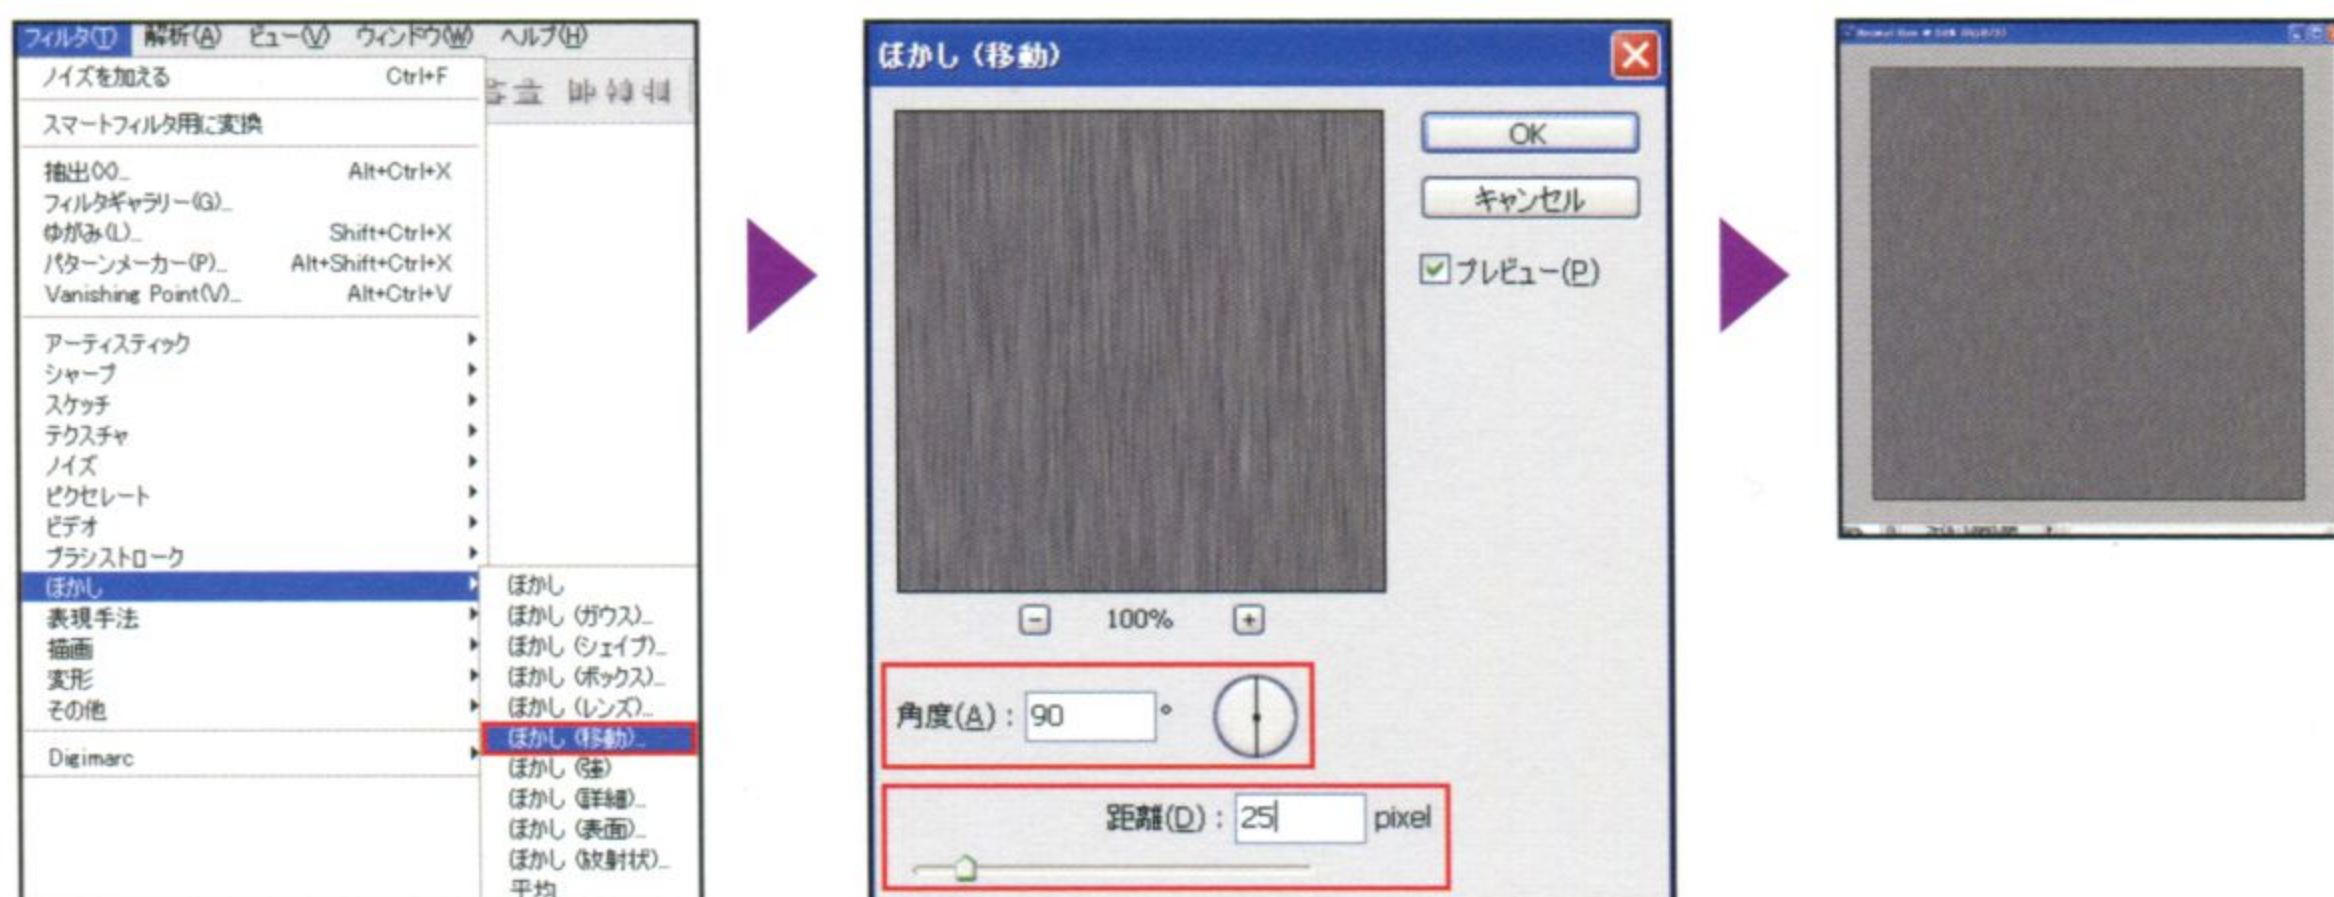 フィルタ(T) 解析(A) ビュー(V) ウィンドウ(W) ヘルプ(H)
ノイズを加える Ctrl+F
スマートフィルタ用に変換
抽出(X)... Alt+Ctrl+X
フィルタギャラリー(G)...
ゆがみ(L)... Shift+Ctrl+X
パターンメーカー(P)... Alt+Shift+Ctrl+X
Vanishing Point(V)... Alt+Ctrl+V
アーティスティック
シャープ
スケッチ
テクスチャ
ノイズ
ピクセレート
ビデオ
ブラシストローク
ぼかし
表現手法
描画
変形
その他
Digimarc
ぼかし
ぼかし (ガウス)...
ぼかし (シェイプ)...
ぼかし (ボックス)...
ぼかし (レンズ)...
ぼかし (移動)...
ぼかし (強)
ぼかし (詳細)...
ぼかし (表面)...
ぼかし (放射状)...
平均
ぼかし (移動)
OK
キャンセル
プレビュー(P)
100%
角度(A) : 90 °
距離(D) : 25 pixel